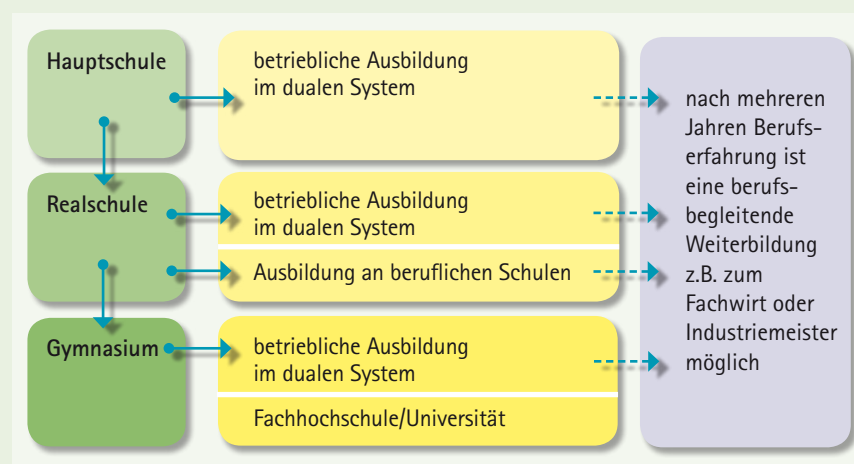 Hauptschule
betriebliche Ausbildung
im dualen System
Realschule
betriebliche Ausbildung
im dualen System
Ausbildung an beruflichen Schulen
Gymnasium
betriebliche Ausbildung
im dualen System
Fachhochschule/Universität
nach mehreren
Jahren Berufs-
erfahrung ist
eine berufs-
begleitende
Weiterbildung
z.B. zum
Fachwirt oder
Industriemeister
möglich